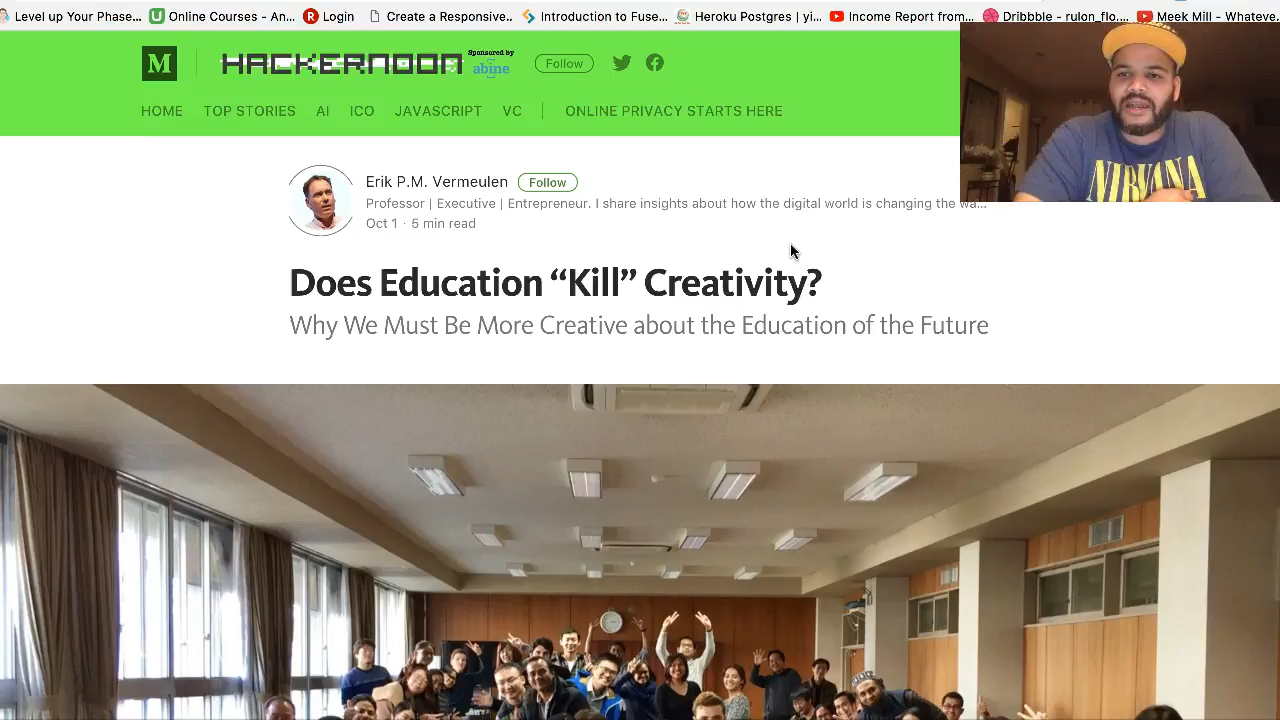 Level up Your Phase... Online Courses - An... Login Create a Responsive.. Introduction to Fuse... Heroku Postgres | yi... Income Report from... Dribbble - rulon_flo.... Meek Mill - Whateve
M HACKERNOON Sponsored by abine Follow
HOME TOP STORIES AI ICO JAVASCRIPT VC ONLINE PRIVACY STARTS HERE
NIRVANA
Erik P.M. Vermeulen Follow
Professor | Executive | Entrepreneur. I share insights about how the digital world is changing the wa...
Oct 1 · 5 min read
Does Education “Kill” Creativity?
Why We Must Be More Creative about the Education of the Future